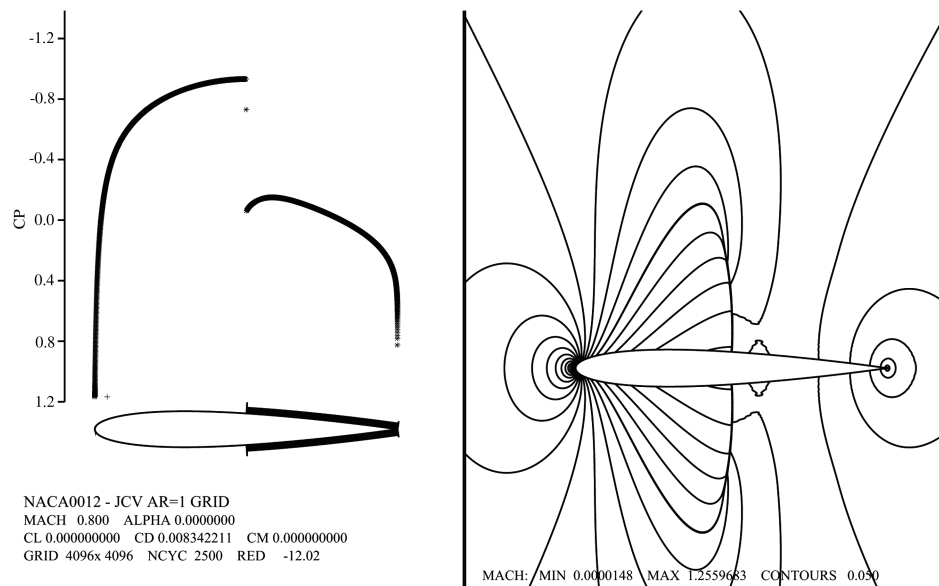 -1.2
-0.8
-0.4
0.0
0.4
0.8
1.2
CP
NACA0012 - JCV AR=1 GRID
MACH 0.800 ALPHA 0.0000000
CL 0.000000000 CD 0.008342211 CM 0.000000000
GRID 4096x 4096 NCYC 2500 RED -12.02
MACH: MIN 0.0000148 MAX 1.2559683 CONTOURS 0.050